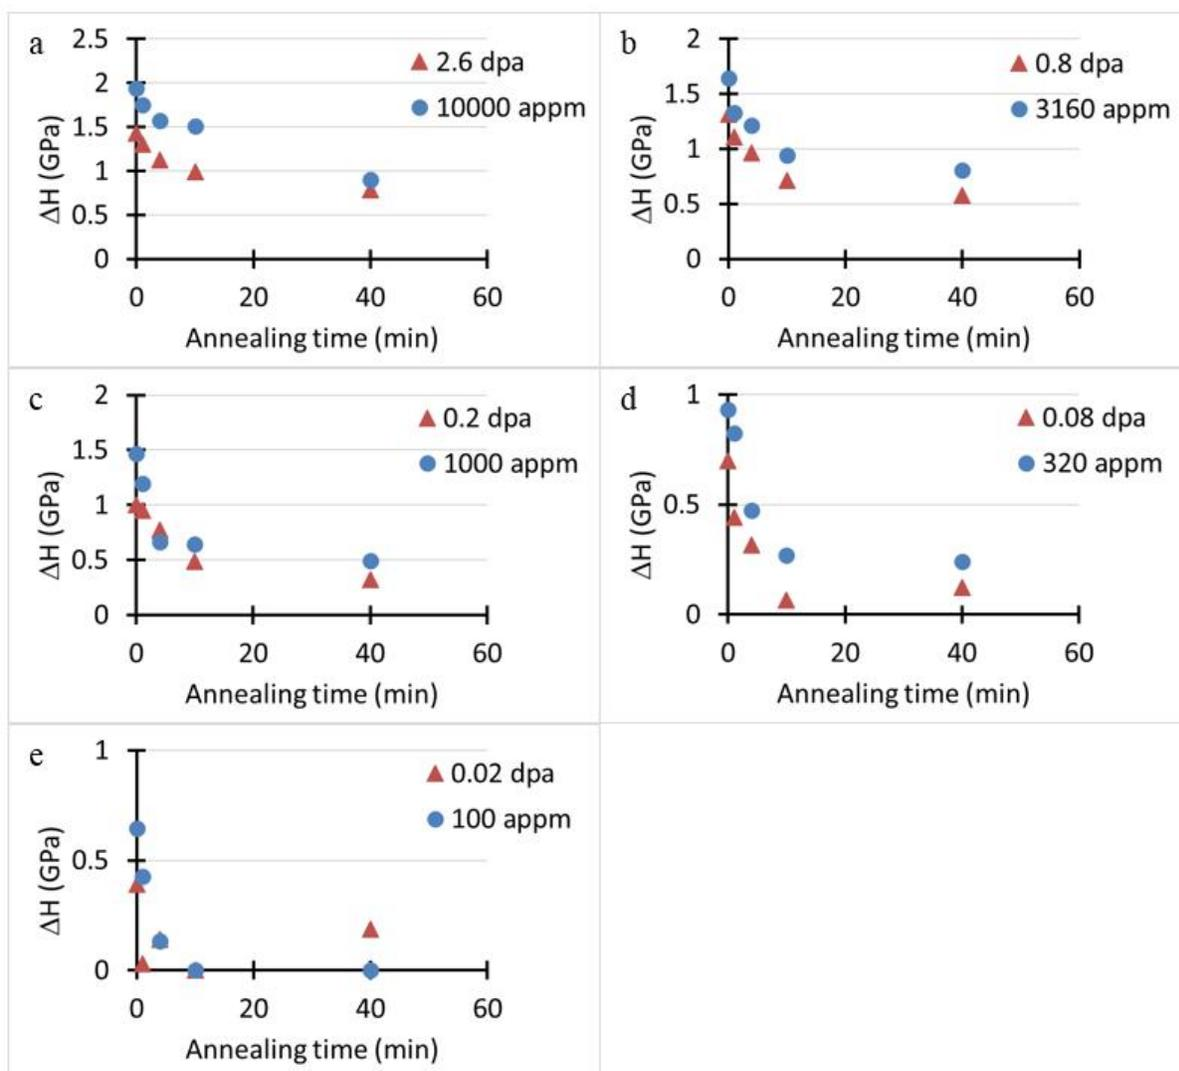 a
2.5
2
1.5
1
0.5
0
ΔH (GPa)
0 20 40 60
Annealing time (min)
2.6 dpa
10000 appm
b
2
1.5
1
0.5
0
ΔH (GPa)
0 20 40 60
Annealing time (min)
0.8 dpa
3160 appm
c
2
1.5
1
0.5
0
ΔH (GPa)
0 20 40 60
Annealing time (min)
0.2 dpa
1000 appm
d
1
0.5
0
ΔH (GPa)
0 20 40 60
Annealing time (min)
0.08 dpa
320 appm
e
1
0.5
0
ΔH (GPa)
0 20 40 60
Annealing time (min)
0.02 dpa
100 appm